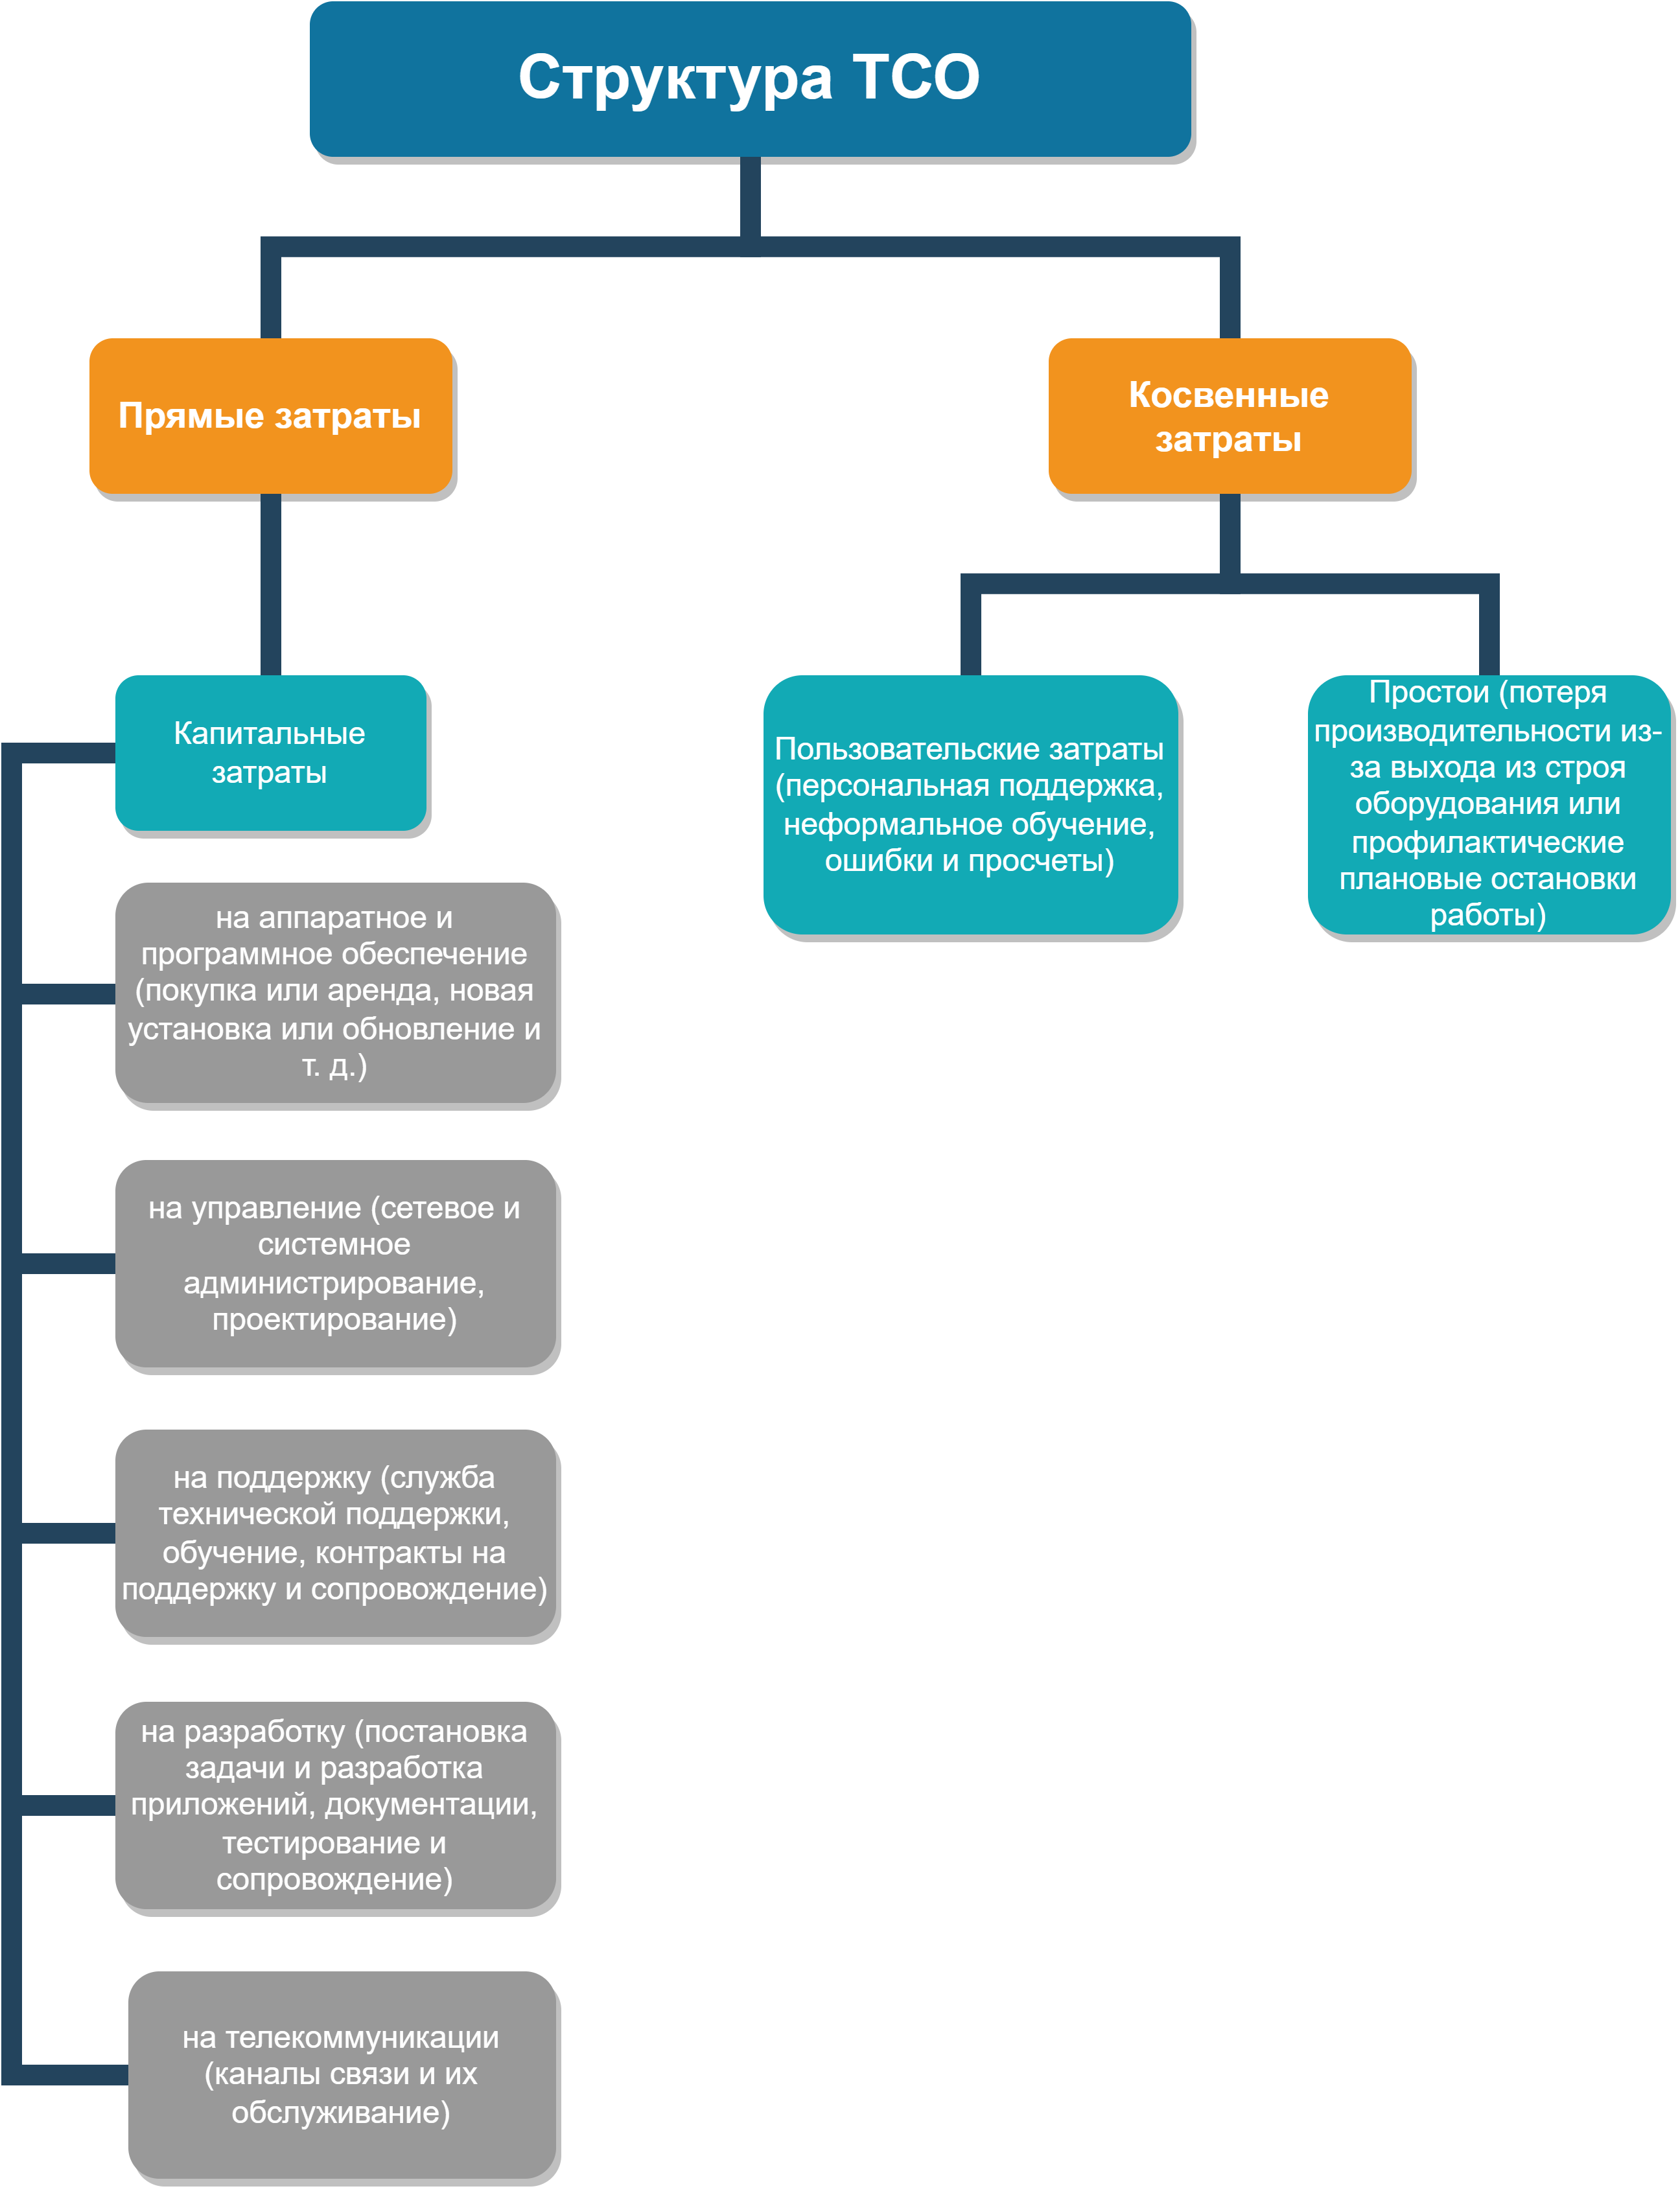 Структура ТСО
Прямые затраты
Косвенные
затраты
Капитальные
затраты
Пользовательские затраты
(персональная поддержка,
неформальное обучение,
ошибки и просчеты)
Простои (потеря
производительности из-
за выхода из строя
оборудования или
профилактические
плановые остановки
работы)
на аппаратное и
программное обеспечение
(покупка или аренда, новая
установка или обновление и
т. д.)
на управление (сетевое и
системное
администрирование,
проектирование)
на поддержку (служба
технической поддержки,
обучение, контракты на
поддержку и сопровождение)
на разработку (постановка
задачи и разработка
приложений, документации,
тестирование и
сопровождение)
на телекоммуникации
(каналы связи и их
обслуживание)